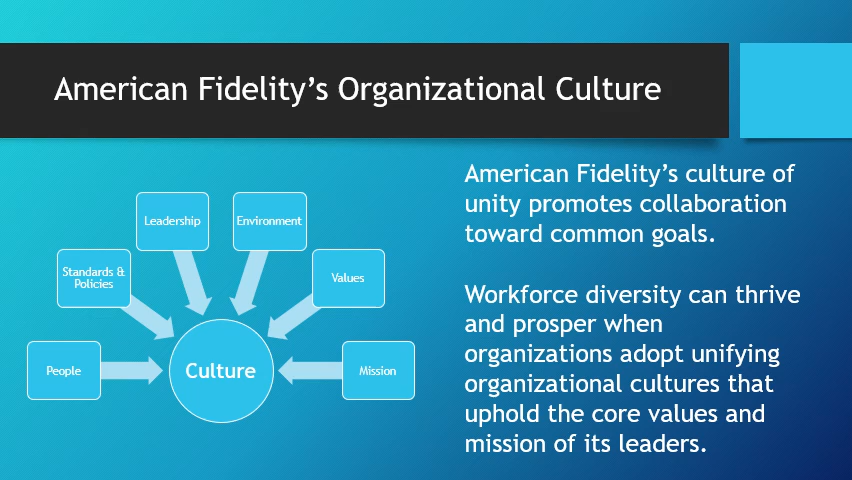 American Fidelity’s Organizational Culture
American Fidelity’s culture of
unity promotes collaboration
toward common goals.
Workforce diversity can thrive
and prosper when
organizations adopt unifying
organizational cultures that
uphold the core values and
mission of its leaders.
People
Standards &
Policies
Leadership
Environment
Values
Mission
Culture